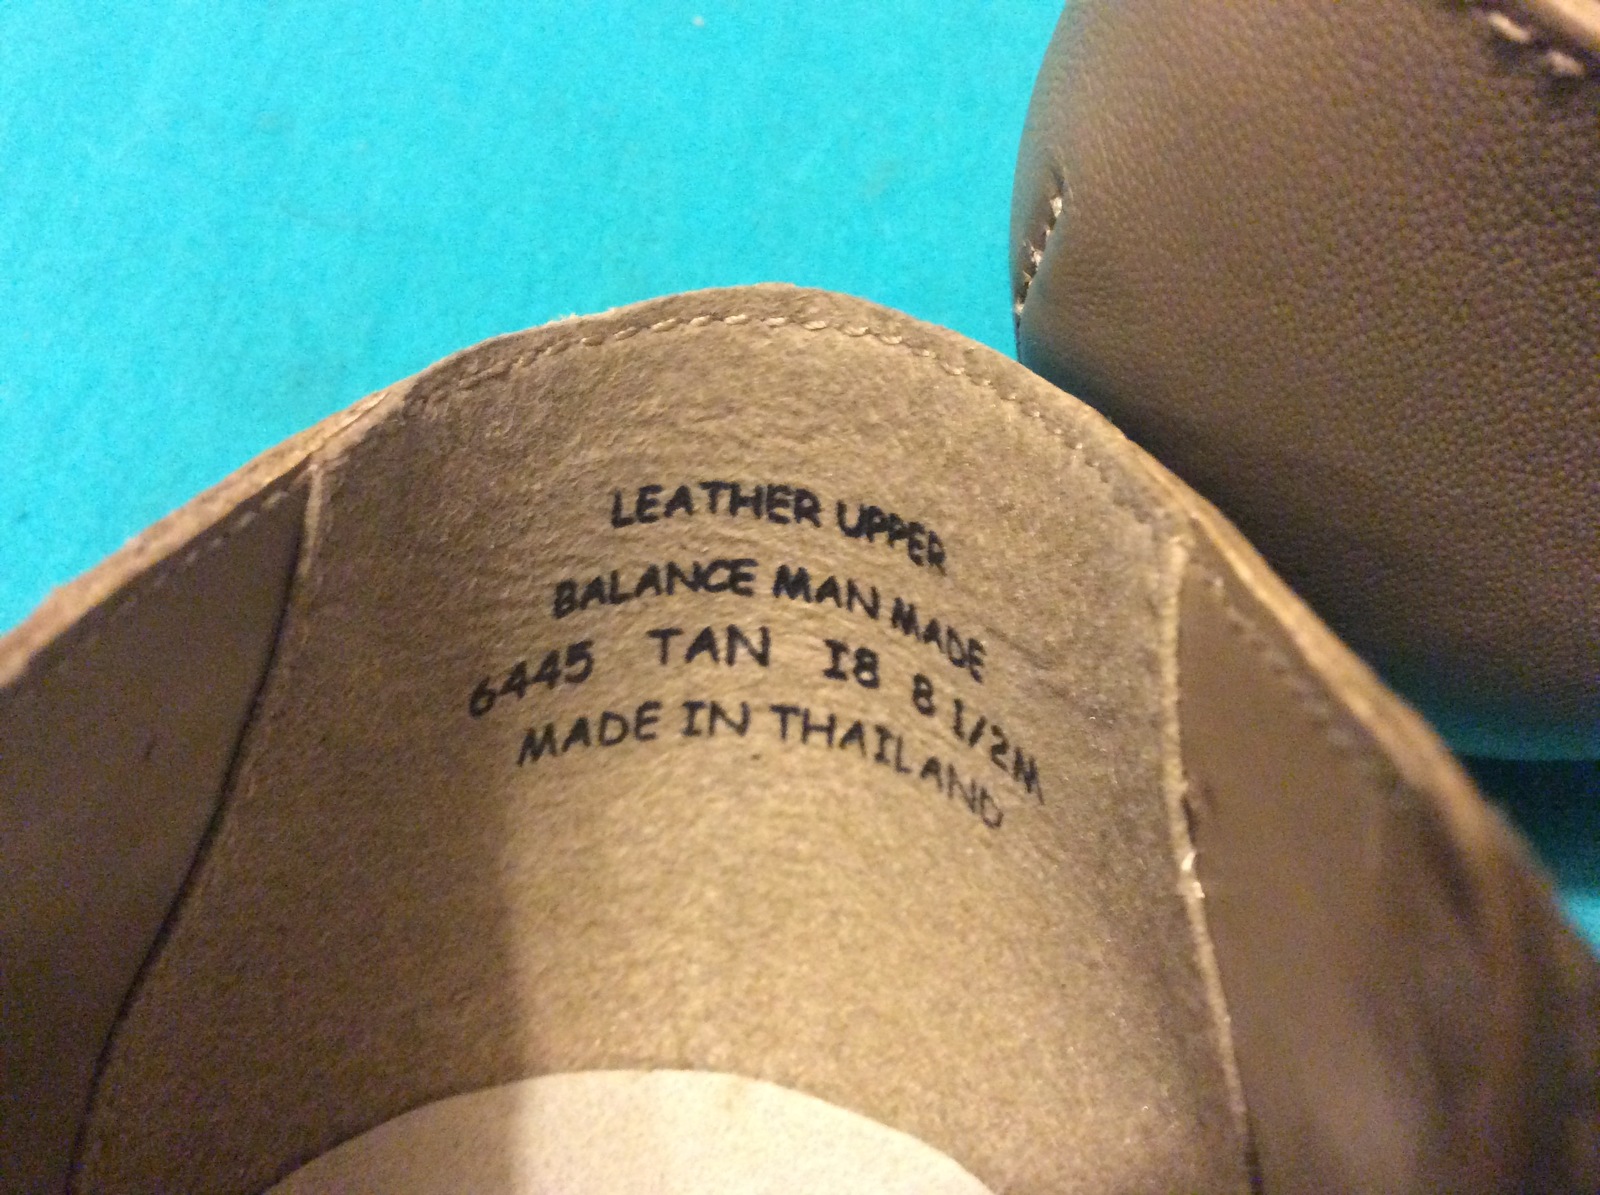 LEATHER UPPER
BALANCE MAN MADE
6445 TAN I8 8 1/2M
MADE IN THAILAND